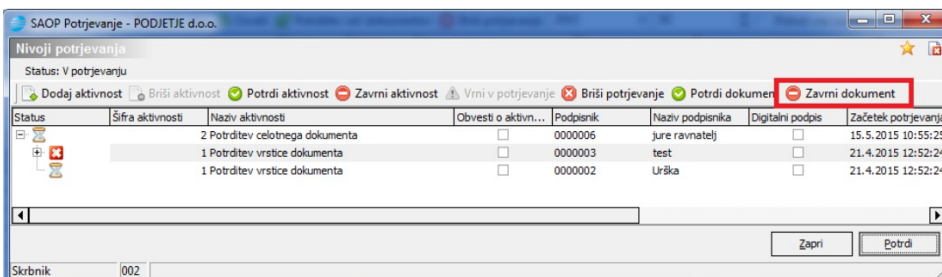 SAOP Potrjevanje - PODJETJE d.o.o.
Nivoji potrjevanja
Status: V potrjevanju
Dodaj aktivnost Briši aktivnost Potrdi aktivnost Zavrni aktivnost Vrni v potrjevanje Briši potrjevanje Potrdi dokument Zavrni dokument
Status Šifra aktivnosti Naziv aktivnosti Obvesti o aktivn... Podpisnik Naziv podpisnika Digitalni podpis Začetek potrjevanja
2 Potrditev celotnega dokumenta 0000006 jure ravnatelj 15.5.2015 10:55:25
1 Potrditev vrstice dokumenta 0000003 test 21.4.2015 12:52:24
1 Potrditev vrstice dokumenta 0000002 Urška 21.4.2015 12:52:24
Zapri Potrdi
Skrbnik 002